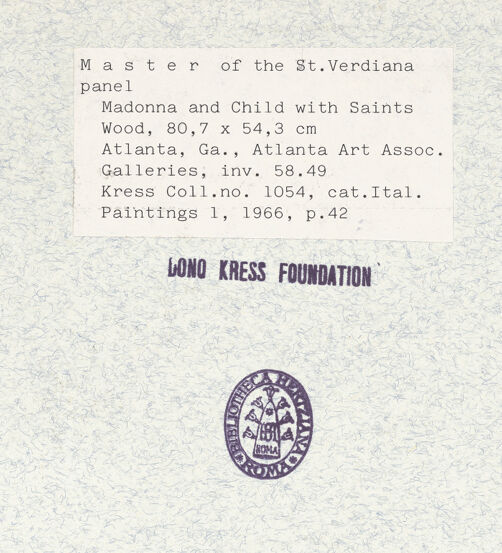 Master of the St.Verdiana
panel
Madonna and Child with Saints
Wood, 80,7 x 54,3 cm
Atlanta, Ga., Atlanta Art Assoc.
Galleries, inv. 58.49
Kress Coll.no. 1054, cat.Ital.
Paintings 1, 1966, p.42
DONO KRESS FOUNDATION
BIBLIOTHECA HERTZIANA
ROMA
ROMA